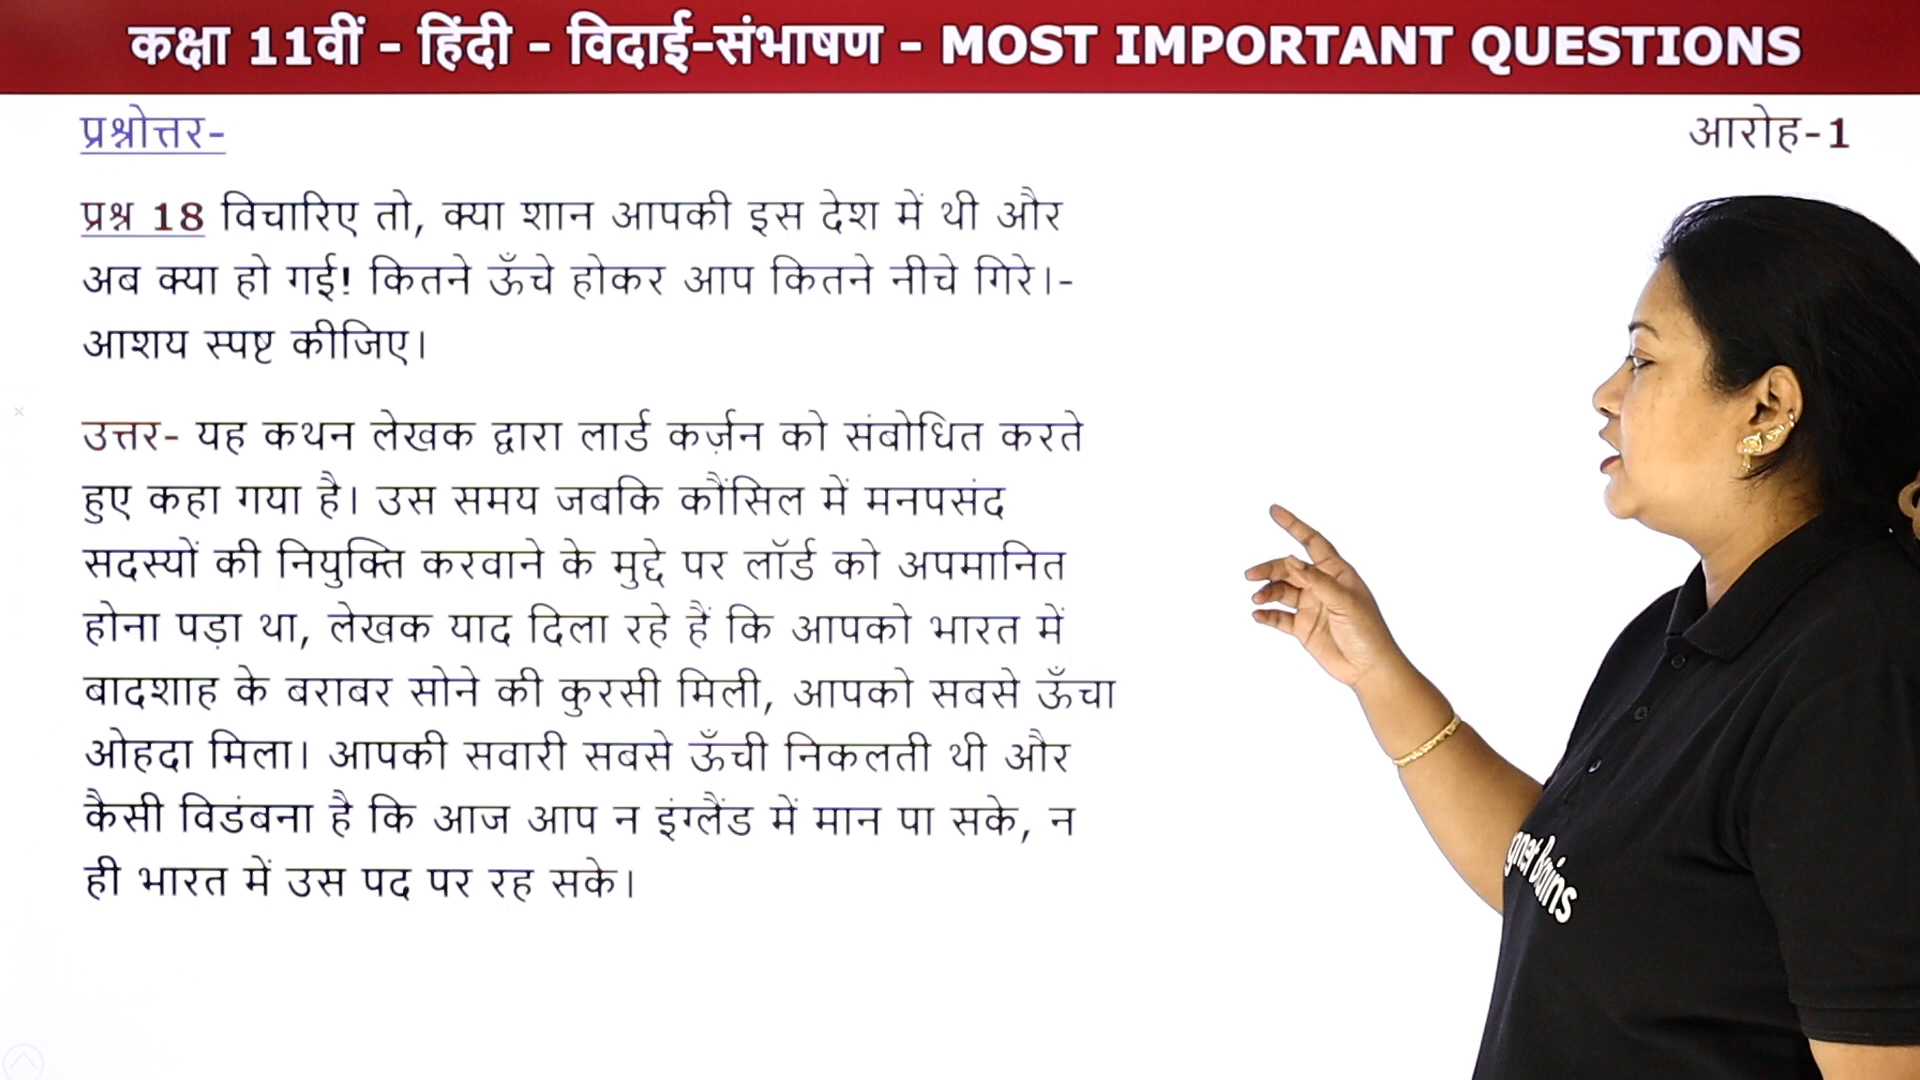 कक्षा 11वीं - हिंदी - विदाई-संभाषण - MOST IMPORTANT QUESTIONS
प्रश्नोत्तर-
आरोह-1
प्रश्न 18 विचारिए तो, क्या शान आपकी इस देश में थी और
अब क्या हो गई! कितने ऊँचे होकर आप कितने नीचे गिरे।-
आशय स्पष्ट कीजिए।
उत्तर- यह कथन लेखक द्वारा लार्ड कर्ज़न को संबोधित करते
हुए कहा गया है। उस समय जबकि कौंसिल में मनपसंद
सदस्यों की नियुक्ति करवाने के मुद्दे पर लॉर्ड को अपमानित
होना पड़ा था, लेखक याद दिला रहे हैं कि आपको भारत में
बादशाह के बराबर सोने की कुरसी मिली, आपको सबसे ऊँचा
ओहदा मिला। आपकी सवारी सबसे ऊँची निकलती थी और
कैसी विडंबना है कि आज आप न इंग्लैंड में मान पा सके, न
ही भारत में उस पद पर रह सके।
Brains